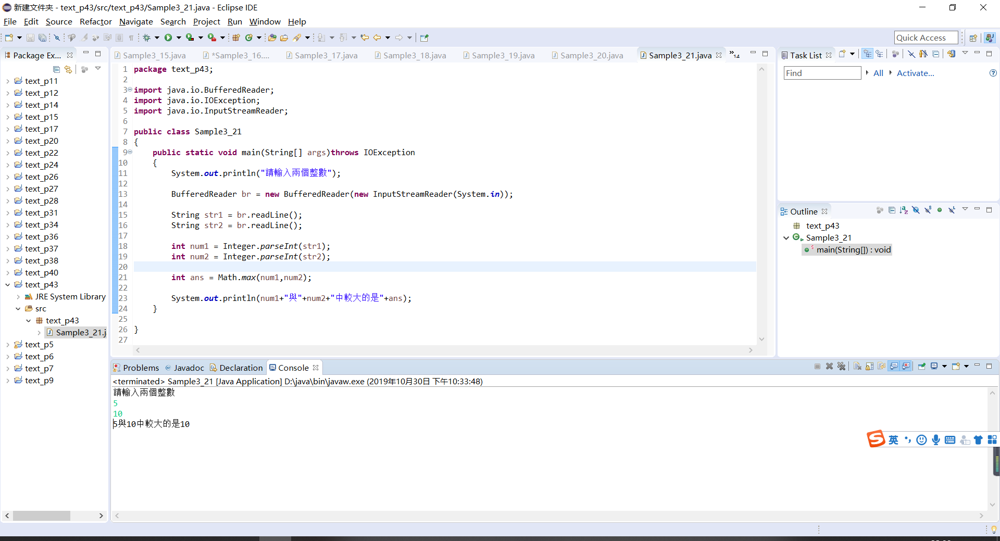 新建文件夹 - text_p43/src/text_p43/Sample3_21.java - Eclipse IDE
File Edit Source Refactor Navigate Search Project Run Window Help
Quick Access
Package Ex...
text_p11
text_p12
text_p14
text_p15
text_p17
text_p20
text_p22
text_p24
text_p26
text_p27
text_p28
text_p31
text_p34
text_p36
text_p37
text_p38
text_p40
text_p43
JRE System Library
src
text_p43
Sample3_21.j
text_p5
text_p6
text_p7
text_p9
Sample3_15.java *Sample3_16.... Sample3_17.java Sample3_18.java Sample3_19.java Sample3_20.java Sample3_21.java »14
1 package text_p43;
2
3 import java.io.BufferedReader;
4 import java.io.IOException;
5 import java.io.InputStreamReader;
6
7 public class Sample3_21
8 {
9 public static void main(String[] args)throws IOException
10 {
11 System.out.println("請輸入兩個整數");
12
13 BufferedReader br = new BufferedReader(new InputStreamReader(System.in));
14
15 String str1 = br.readLine();
16 String str2 = br.readLine();
17
18 int num1 = Integer.parseInt(str1);
19 int num2 = Integer.parseInt(str2);
20
21 int ans = Math.max(num1,num2);
22
23 System.out.println(num1+"與"+num2+"中較大的是"+ans);
24 }
25
26 }
27
Task List
Find All Activate...
Outline
text_p43
Sample3_21
main(String[]) : void
Problems @ Javadoc Declaration Console
<terminated> Sample3_21 [Java Application] D:\java\bin\javaw.exe (2019年10月30日 下午10:33:48)
請輸入兩個整數
5
10
5與10中較大的是10
英